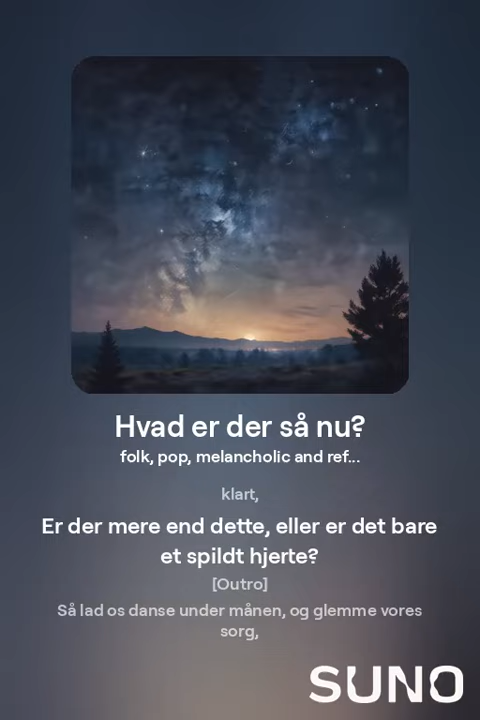 Hvad er der så nu?
folk, pop, melancholic and ref...
klart,
Er der mere end dette, eller er det bare
et spildt hjerte?
[Outro]
Så lad os danse under månen, og glemme vores
sorg,
SUNO